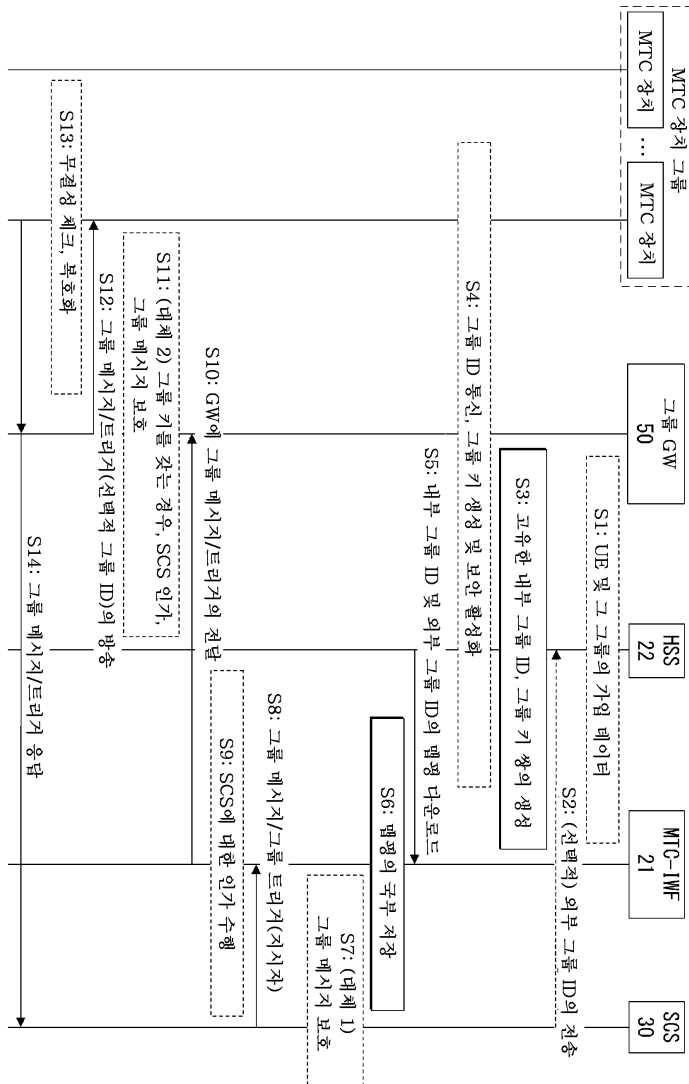 MTC 장치 그룹
MTC 장치
...
MTC 장치
그룹 GW
50
HSS
22
MTC-IWF
21
SCS
30
S1: UE 및 그 그룹의 가입 데이터
S2: (선택적) 외부 그룹 ID의 전송
S3: 고유한 내부 그룹 ID, 그룹 키 쌍의 생성
S4: 그룹 ID 통신, 그룹 키 생성 및 보안 활성화
S5: 내부 그룹 ID 및 외부 그룹 ID의 맵핑 다운로드
S6: 맵핑의 국부 저장
S7: (대체 1)
그룹 메시지 보호
S8: 그룹 메시지/그룹 트리거(지시자)
S9: SCS에 대한 인가 수행
S10: GW에 그룹 메시지/트리거의 전달
S11: (대체 2) 그룹 키를 갖는 경우, SCS 인가,
그룹 메시지 보호
S12: 그룹 메시지/트리거(선택적 그룹 ID)의 방송
S13: 무결성 체크, 복호화
S14: 그룹 메시지/트리거 응답